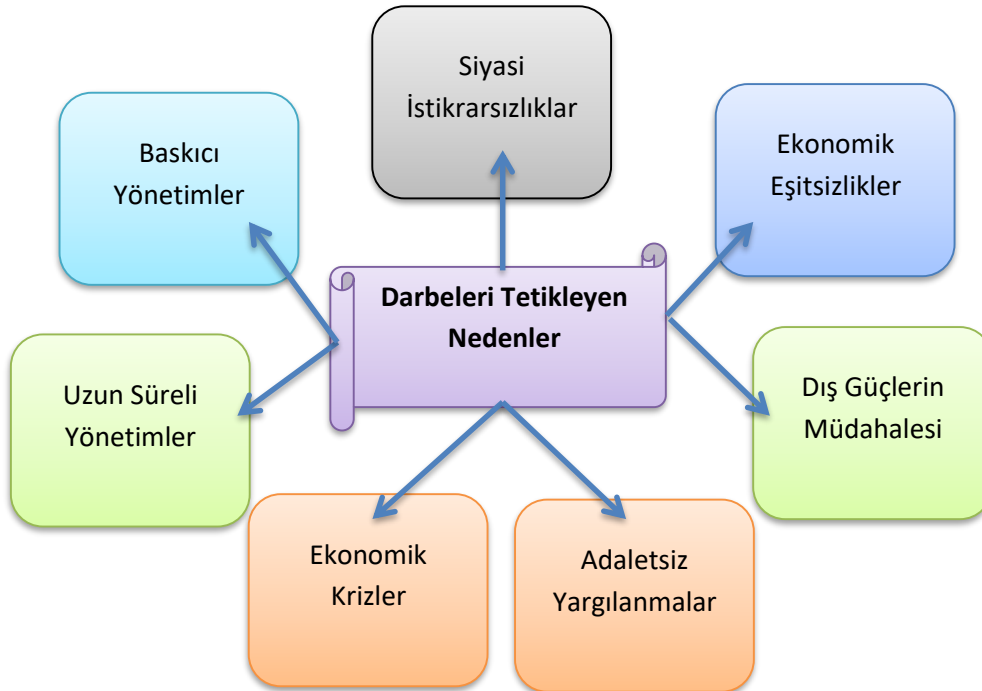 Siyasi
İstikrarsızlıklar
Baskıcı
Yönetimler
Ekonomik
Eşitsizlikler
Darbeleri Tetikleyen
Nedenler
Uzun Süreli
Yönetimler
Dış Güçlerin
Müdahalesi
Ekonomik
Krizler
Adaletsiz
Yargılanmalar